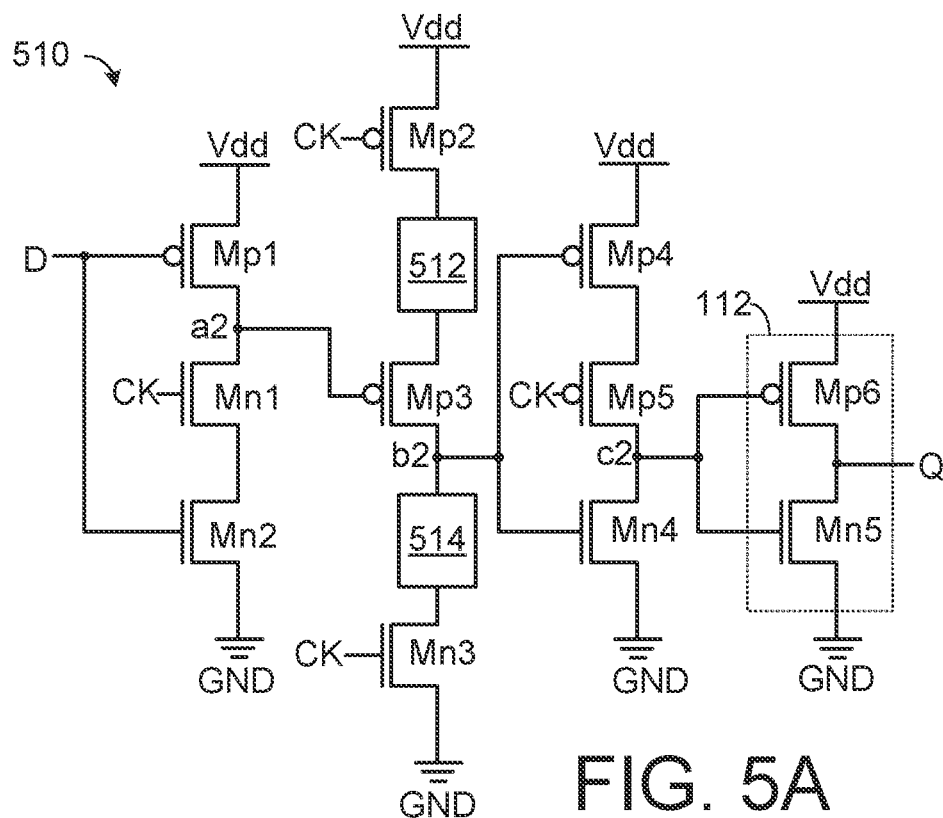 510
Vdd
CK
Mp2
Vdd
Vdd
D
Mp1
512
Mp4
Vdd
112
a2
CK
Mn1
Mp3
CK
Mp5
Mp6
b2
c2
Q
Mn2
514
Mn4
Mn5
CK
Mn3
GND
GND
GND
GND
FIG. 5A